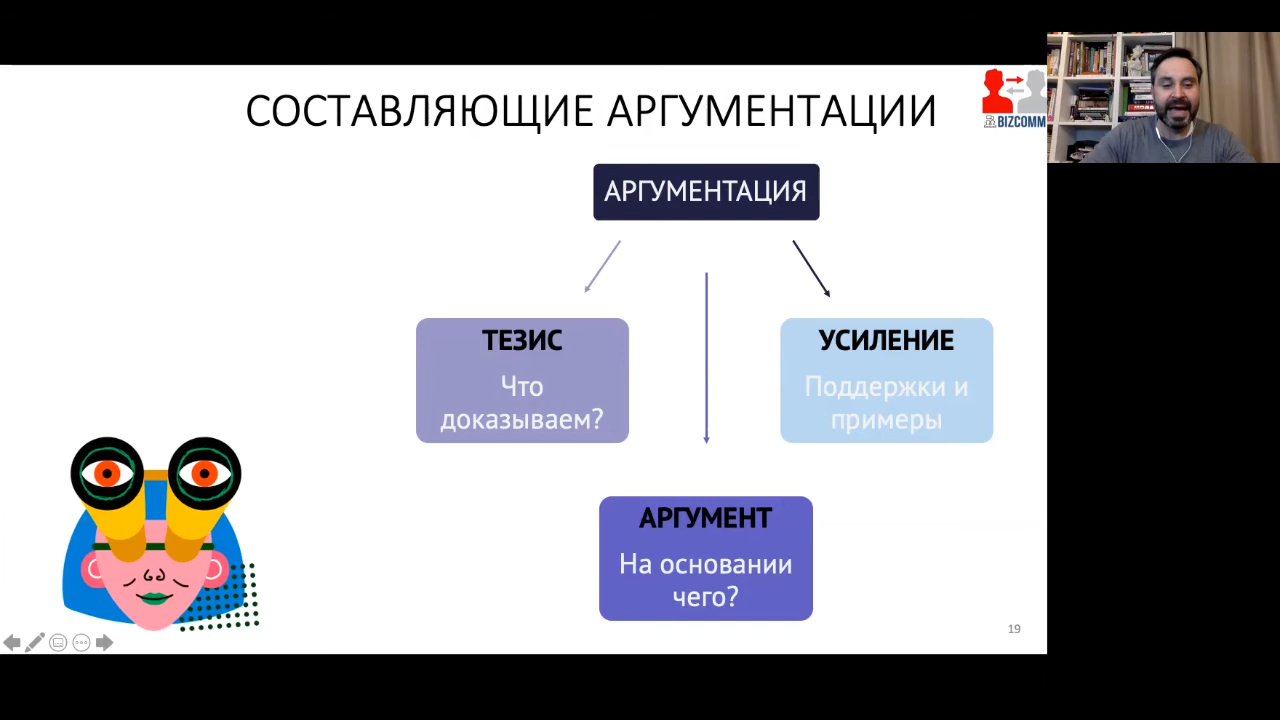 СОСТАВЛЯЮЩИЕ АРГУМЕНТАЦИИ
BIZCOMM
АРГУМЕНТАЦИЯ
ТЕЗИС
Что
доказываем?
УСИЛЕНИЕ
Поддержки и
примеры
АРГУМЕНТ
На основании
чего?
19